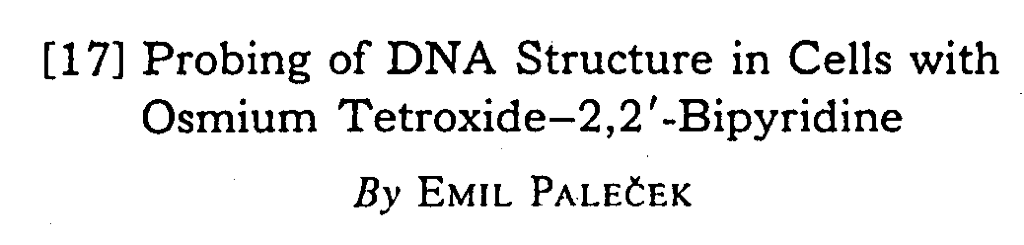 [17] Probing of DNA Structure in Cells with
Osmium Tetroxide–2,2′-Bipyridine
By EMIL PALEČEK